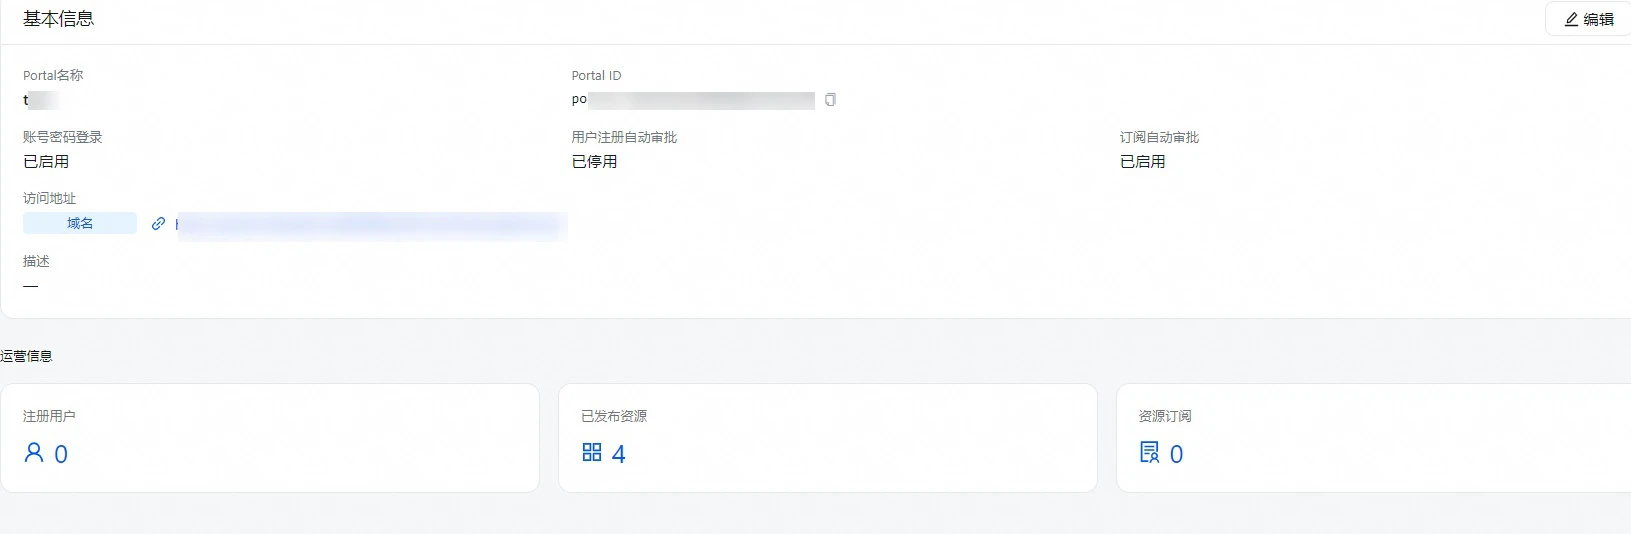 基本信息
编辑
Portal名称
Portal ID
t
po
账号密码登录
用户注册自动审批
订阅自动审批
已启用
已停用
已启用
访问地址
域名
描述
—
运营信息
注册用户
已发布资源
资源订阅
0
4
0